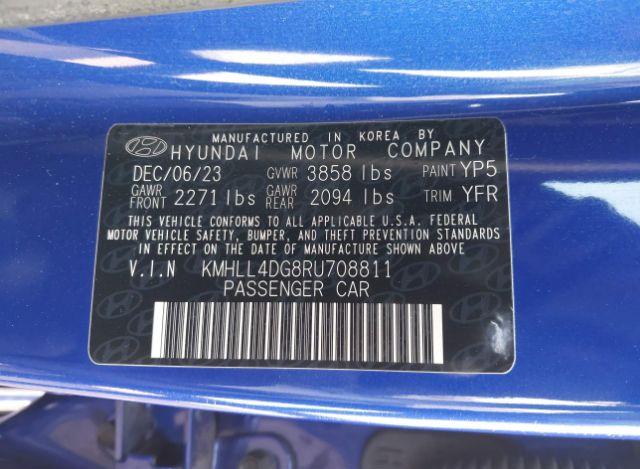 MANUFACTURED IN KOREA BY
HYUNDAI MOTOR COMPANY
DEC/06/23 GVWR 3858 lbs PAINT YP5
GAWR FRONT 2271 lbs GAWR REAR 2094 lbs TRIM YFR
THIS VEHICLE CONFORMS TO ALL APPLICABLE U.S.A. FEDERAL
MOTOR VEHICLE SAFETY, BUMPER, AND THEFT PREVENTION STANDARDS
IN EFFECT ON THE DATE OF MANUFACTURE SHOWN ABOVE
V.I.N KMHLL4DG8RU708811
PASSENGER CAR